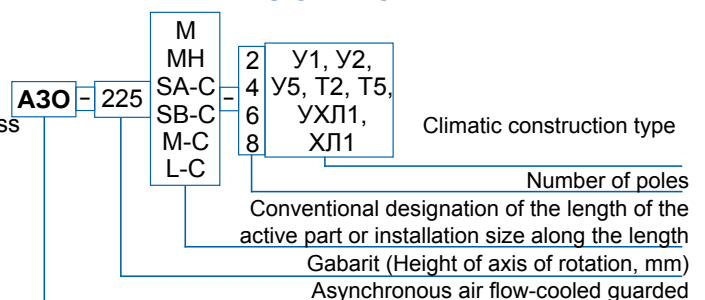 М
МН
2 У1, У2,
АЗО - 225 SA-C - 4 У5, Т2, Т5,
SB-C 6 УХЛ1,
ss
M-C 8 ХЛ1
L-C
Climatic construction type
Number of poles
Conventional designation of the length of the
active part or installation size along the length
Gabarit (Height of axis of rotation, mm)
Asynchronous air flow-cooled guarded